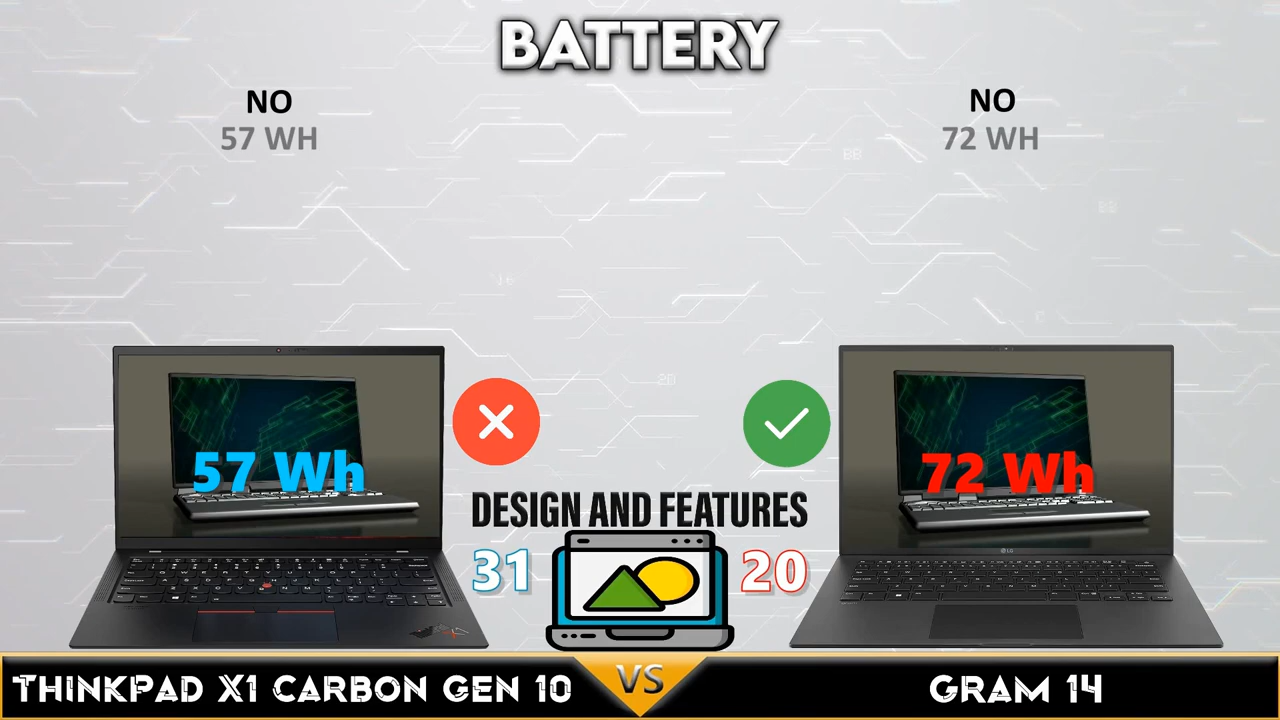 BATTERY
NO
57 WH
NO
72 WH
57 Wh
72 Wh
DESIGN AND FEATURES
31
20
LG
THINKPAD X1 CARBON GEN 10
VS
GRAM 14